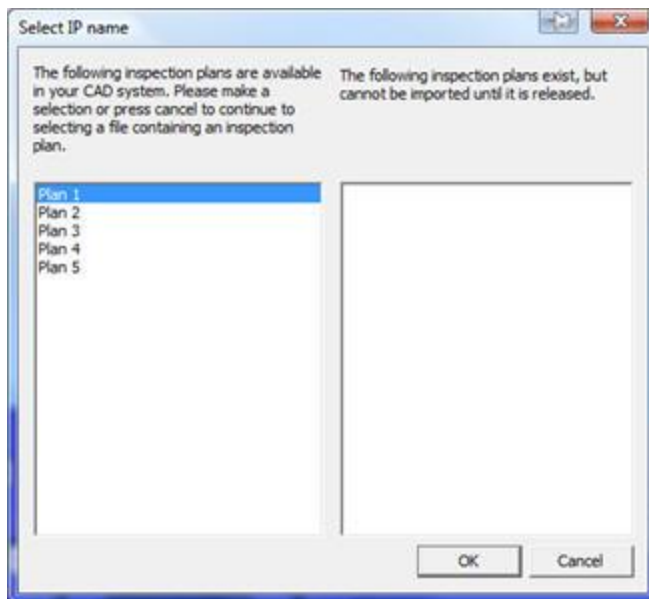 Select IP name
The following inspection plans are available
in your CAD system. Please make a
selection or press cancel to continue to
selecting a file containing an inspection
plan.
The following inspection plans exist, but
cannot be imported until it is released.
Plan 1
Plan 2
Plan 3
Plan 4
Plan 5
OK
Cancel